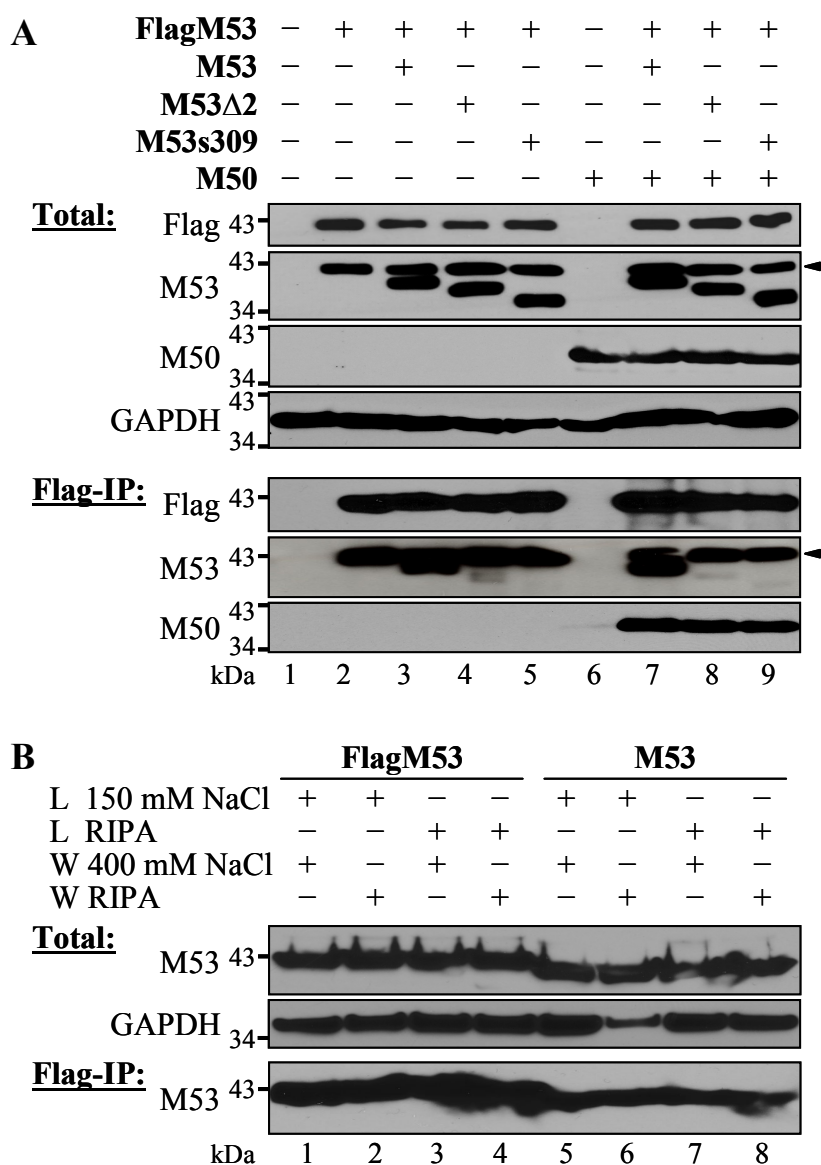 A
FlagM53 − + + + + − + + +
M53 − − + − − − + − −
M53Δ2 − − − + − − − + −
M53s309 − − − − + − − − +
M50 − − − − − + + + +
Total:
Flag 43
43
M53
34
43
M50
34
43
GAPDH
34
Flag-IP:
Flag 43
M53 43
43
M50
34
kDa 1 2 3 4 5 6 7 8 9
B
FlagM53 M53
L 150 mM NaCl + + − − + + − −
L RIPA − − + + − − + +
W 400 mM NaCl + − + − + − + −
W RIPA − + − + − + − +
Total:
M53 43
GAPDH
34
Flag-IP:
M53 43
kDa 1 2 3 4 5 6 7 8